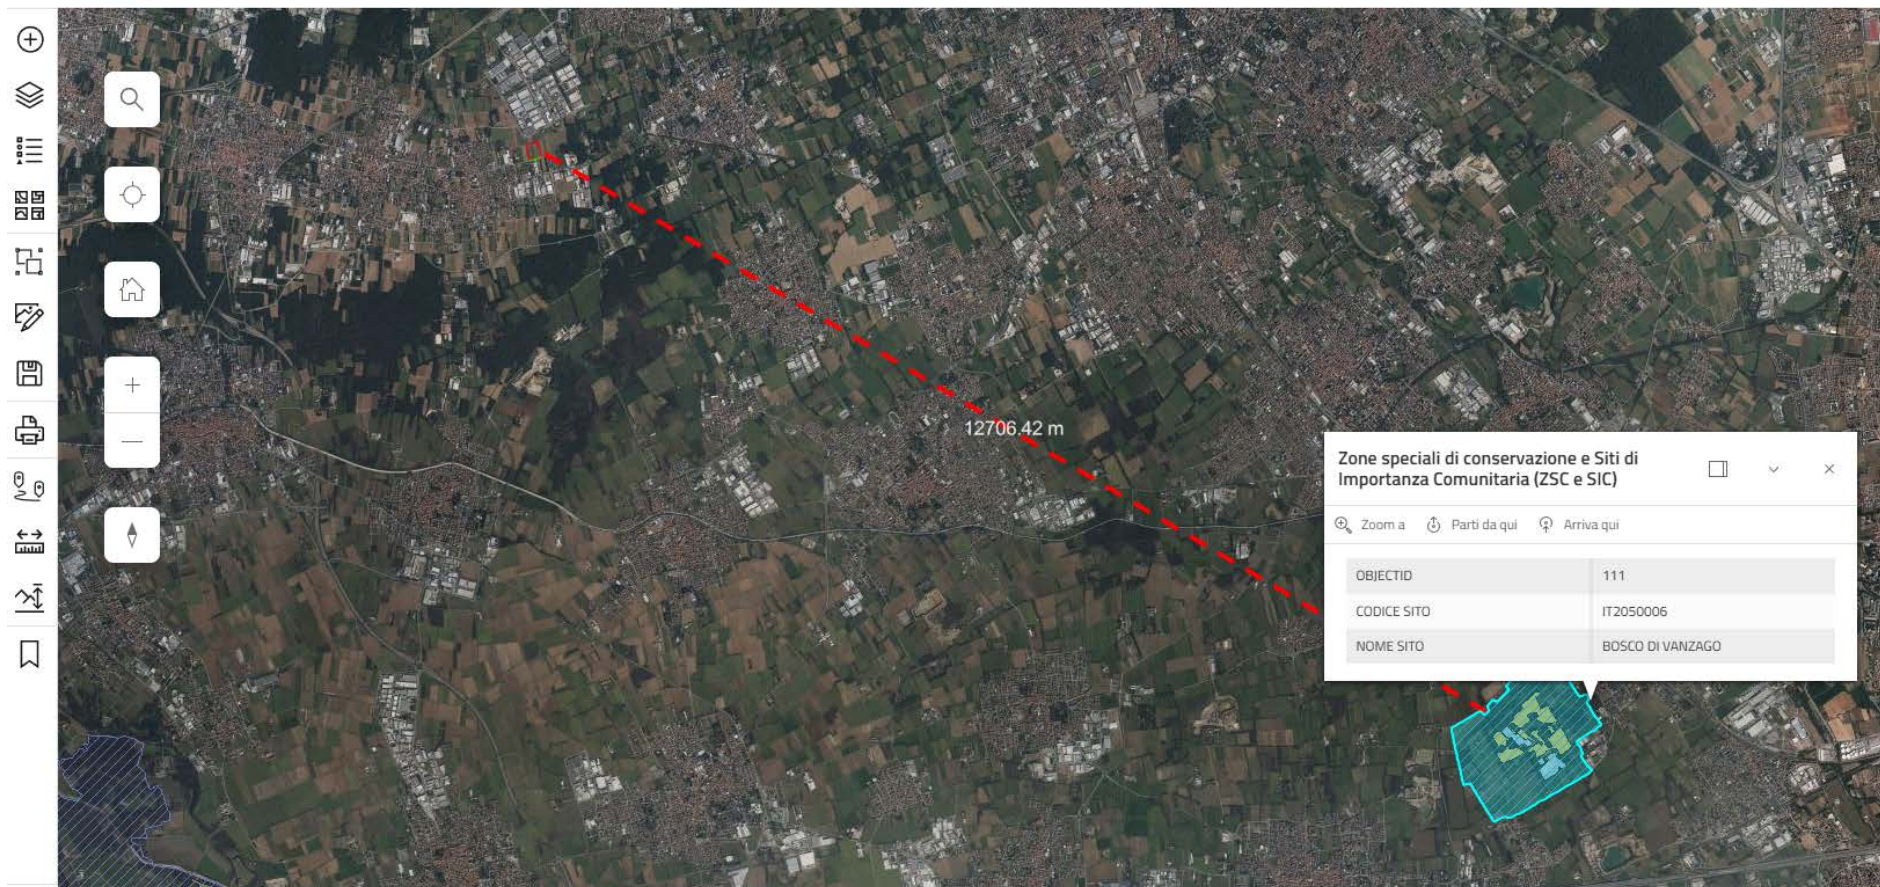 12706.42 m
Zone speciali di conservazione e Siti di
Importanza Comunitaria (ZSC e SIC)
Zoom a Parti da qui Arriva qui
OBJECTID 111
CODICE SITO IT2050006
NOME SITO BOSCO DI VANZAGO